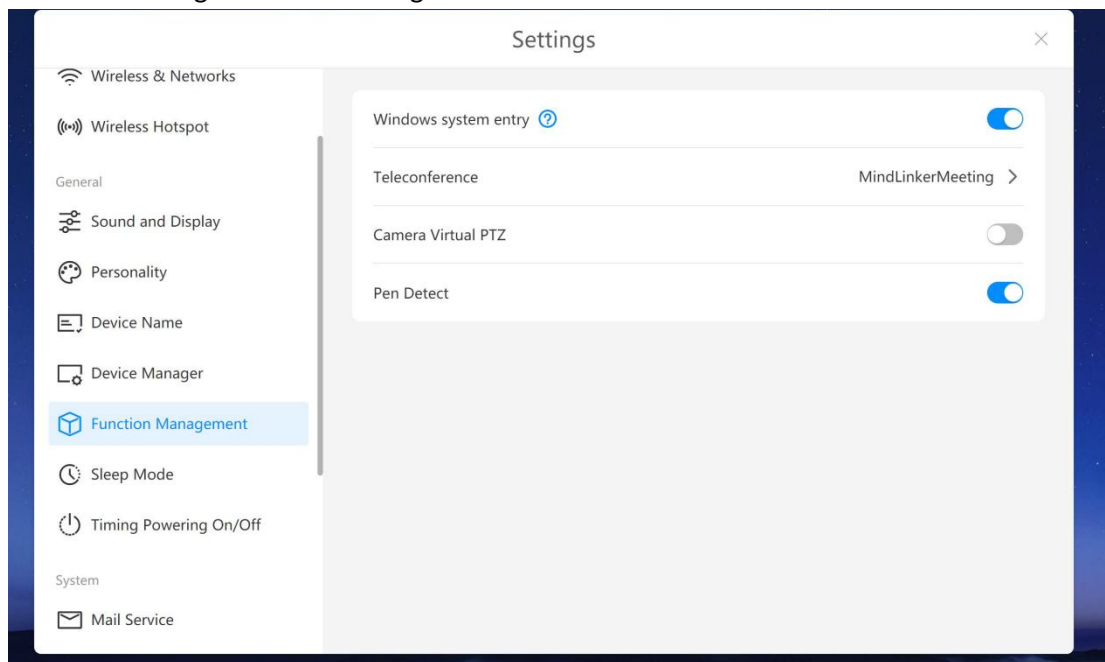 Settings
Wireless & Networks
Wireless Hotspot
General
Sound and Display
Personality
Device Name
Device Manager
Function Management
Sleep Mode
Timing Powering On/Off
System
Mail Service
Windows system entry ?
Teleconference MindLinkerMeeting >
Camera Virtual PTZ
Pen Detect